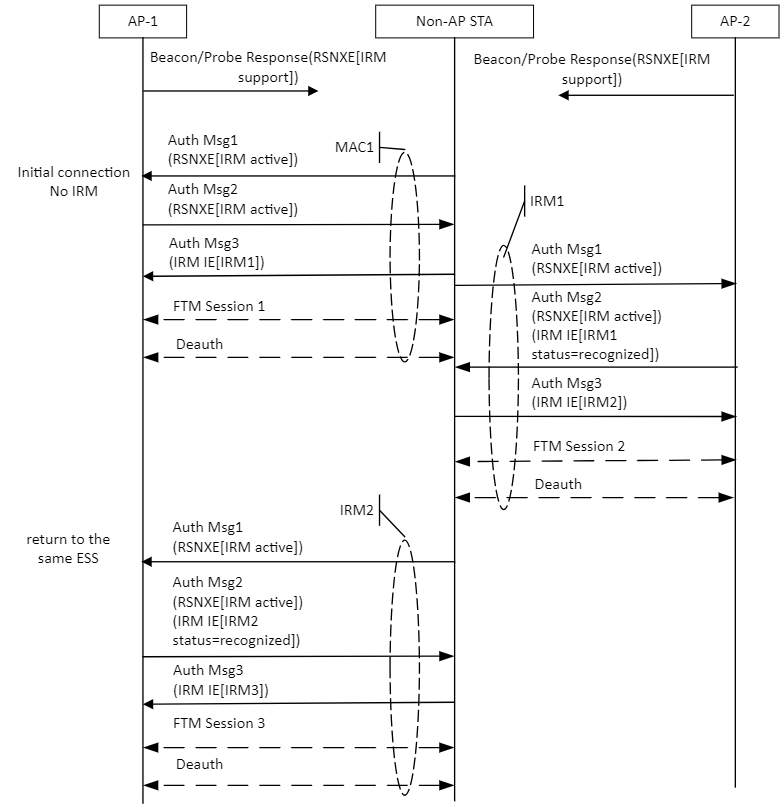 AP-1
Non-AP STA
AP-2
Beacon/Probe Response(RSNXE[IRM
support])
Beacon/Probe Response(RSNXE[IRM
support])
Initial connection
No IRM
Auth Msg1
(RSNXE[IRM active])
MAC1
Auth Msg2
(RSNXE[IRM active])
Auth Msg3
(IRM IE[IRM1])
FTM Session 1
Deauth
IRM1
Auth Msg1
(RSNXE[IRM active])
Auth Msg2
(RSNXE[IRM active])
(IRM IE[IRM1
status=recognized])
Auth Msg3
(IRM IE[IRM2])
FTM Session 2
Deauth
return to the
same ESS
IRM2
Auth Msg1
(RSNXE[IRM active])
Auth Msg2
(RSNXE[IRM active])
(IRM IE[IRM2
status=recognized])
Auth Msg3
(IRM IE[IRM3])
FTM Session 3
Deauth